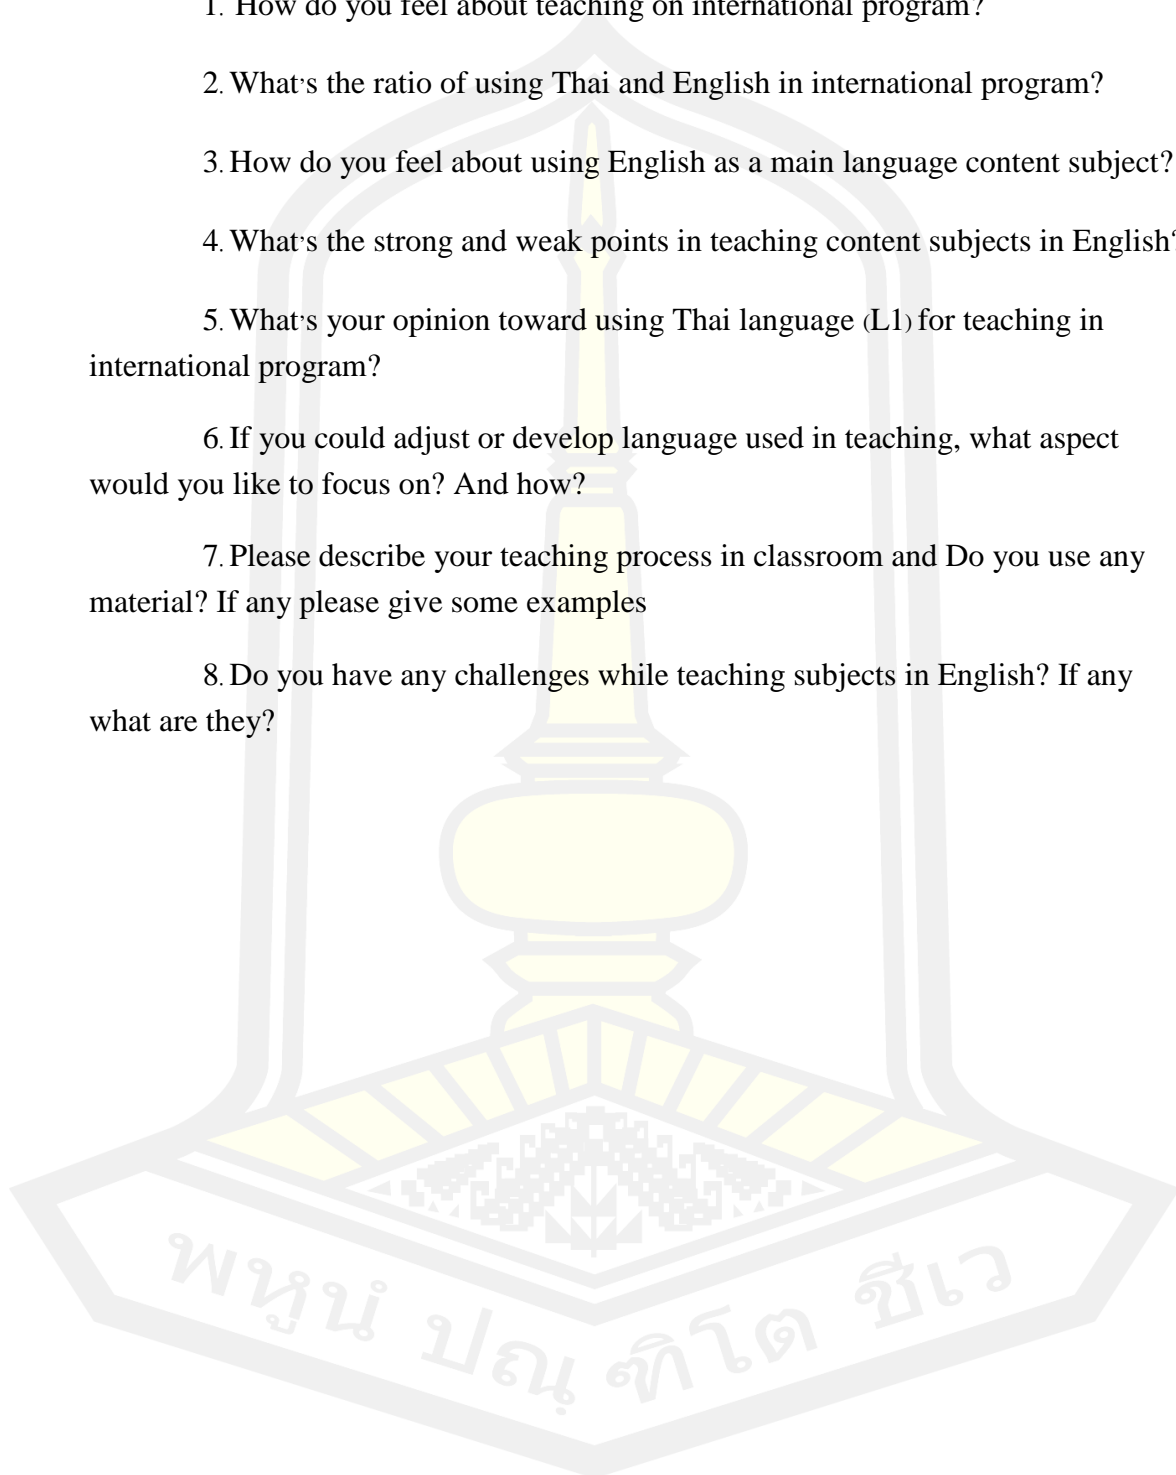 1. How do you feel about teaching on international program?
2. What's the ratio of using Thai and English in international program?
3. How do you feel about using English as a main language content subject?
4. What's the strong and weak points in teaching content subjects in English?
5. What's your opinion toward using Thai language (L1) for teaching in
international program?
6. If you could adjust or develop language used in teaching, what aspect
would you like to focus on? And how?
7. Please describe your teaching process in classroom and Do you use any
material? If any please give some examples
8. Do you have any challenges while teaching subjects in English? If any
what are they?
พหูนํ ปณฺฑิโต ชีเว